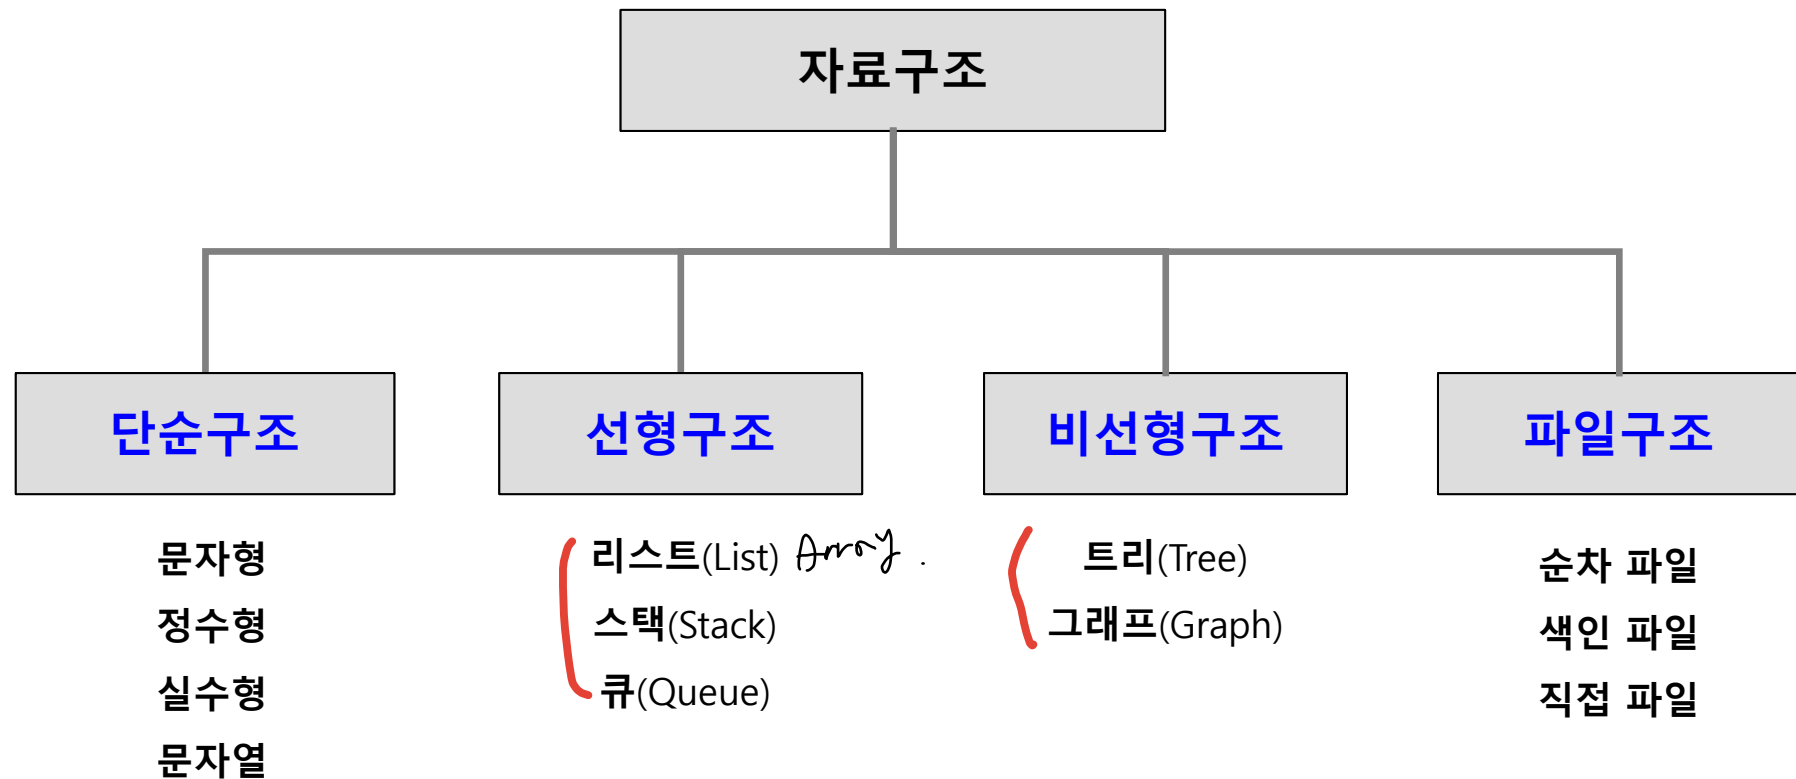 자료구조
단순구조
선형구조
비선형구조
파일구조
문자형
정수형
실수형
문자열
리스트(List) Array.
스택(Stack)
큐(Queue)
트리(Tree)
그래프(Graph)
순차 파일
색인 파일
직접 파일